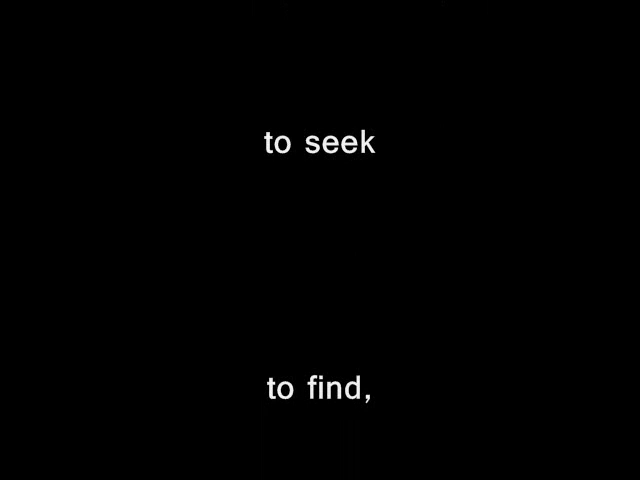 to seek
to find,